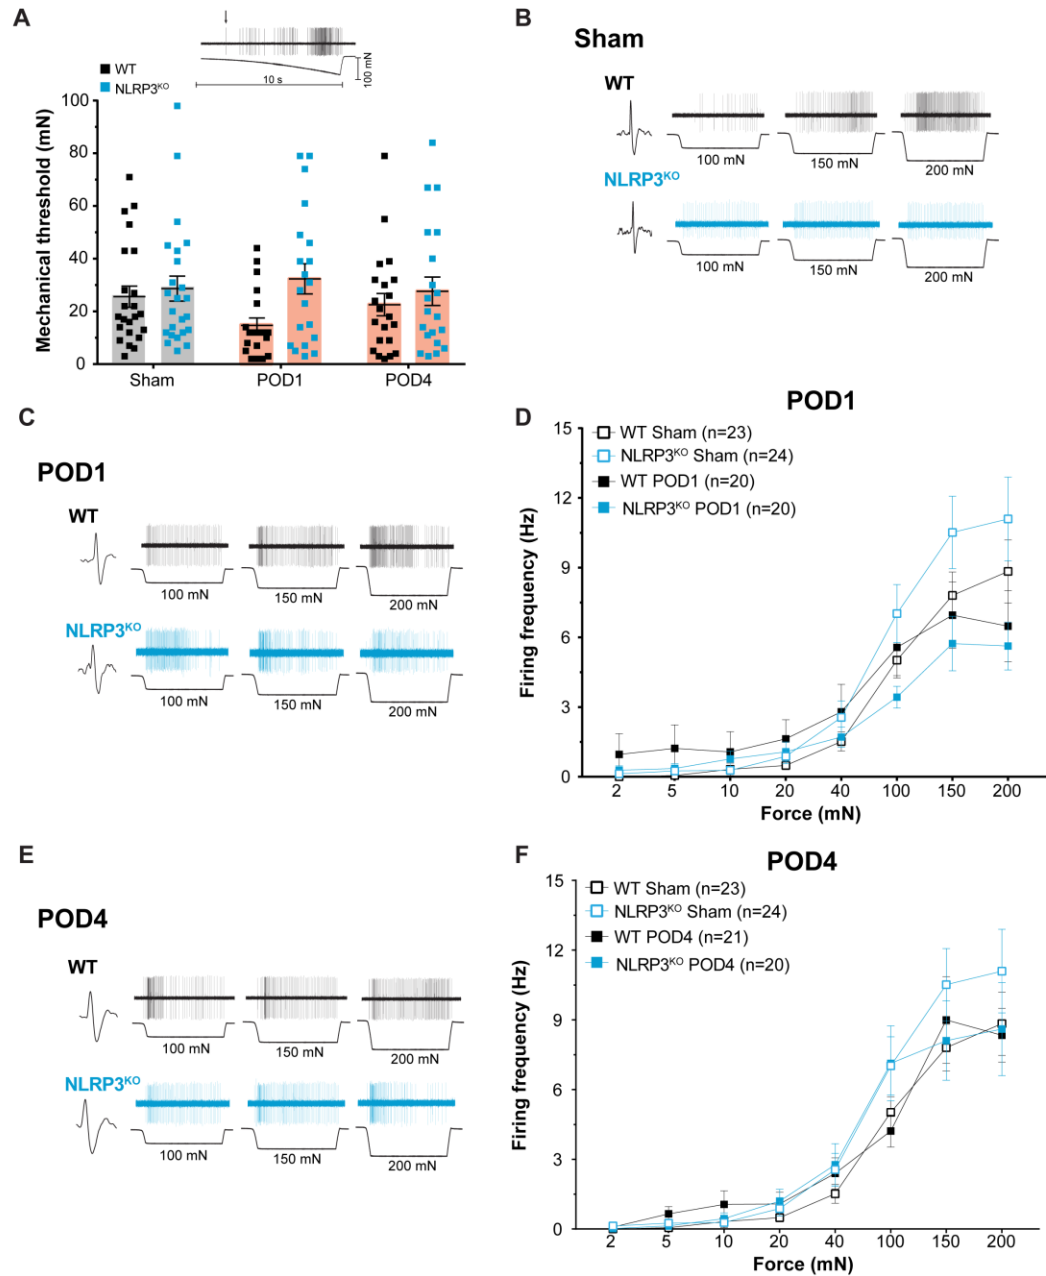 A
100 mN
10 s
WT
NLRP3KO
Mechanical threshold (mN)
100
80
60
40
20
0
Sham
POD1
POD4
B
Sham
WT
100 mN
150 mN
200 mN
NLRP3KO
100 mN
150 mN
200 mN
C
POD1
WT
100 mN
150 mN
200 mN
NLRP3KO
100 mN
150 mN
200 mN
D
POD1
WT Sham (n=23)
NLRP3KO Sham (n=24)
WT POD1 (n=20)
NLRP3KO POD1 (n=20)
Firing frequency (Hz)
15
12
9
6
3
0
2 5 10 20 40 100 150 200
Force (mN)
E
POD4
WT
100 mN
150 mN
200 mN
NLRP3KO
100 mN
150 mN
200 mN
F
POD4
WT Sham (n=23)
NLRP3KO Sham (n=24)
WT POD4 (n=21)
NLRP3KO POD4 (n=20)
Firing frequency (Hz)
15
12
9
6
3
0
2 5 10 20 40 100 150 200
Force (mN)